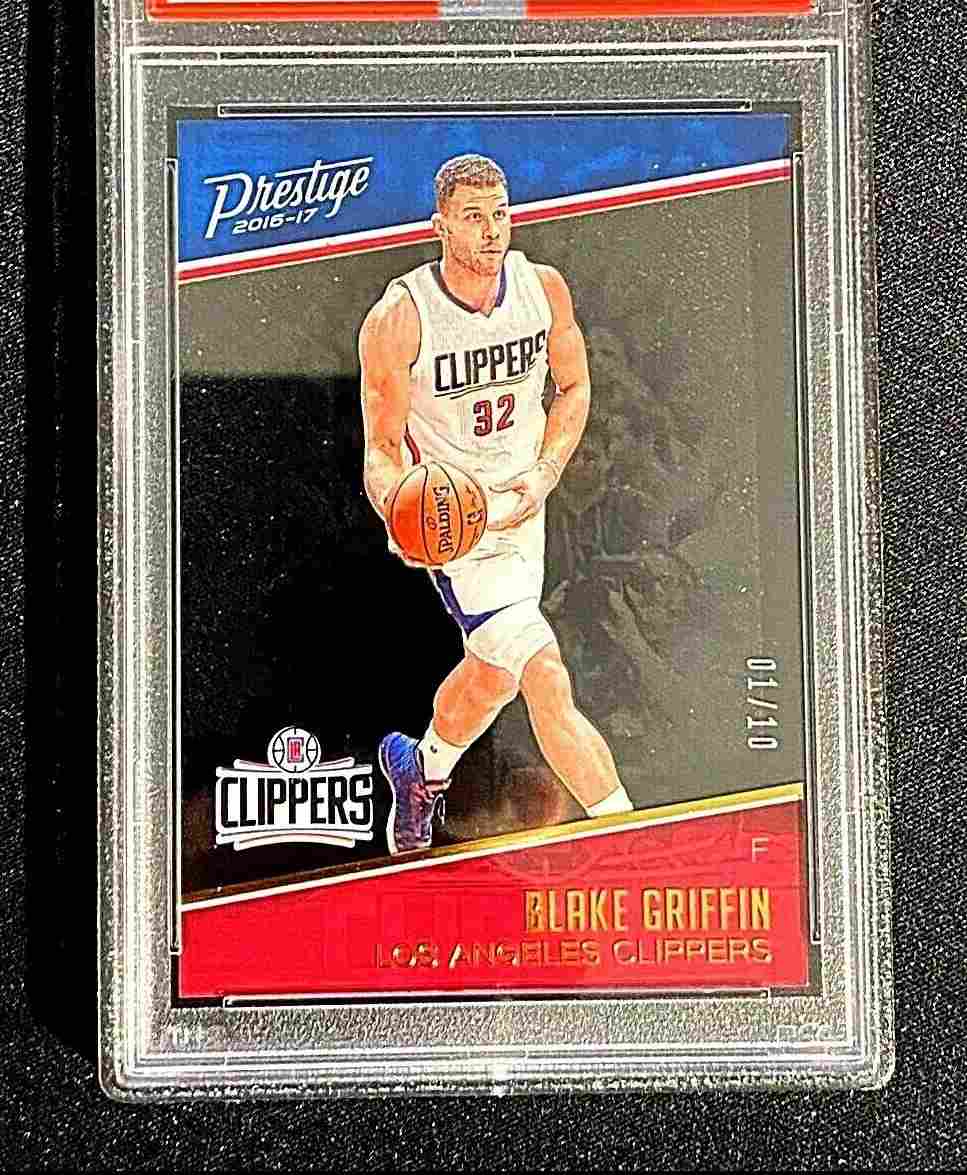 Prestige
2016-17
CLIPPERS
32
SPALDING
01/10
CLIPPERS
F
BLAKE GRIFFIN
LOS ANGELES CLIPPERS